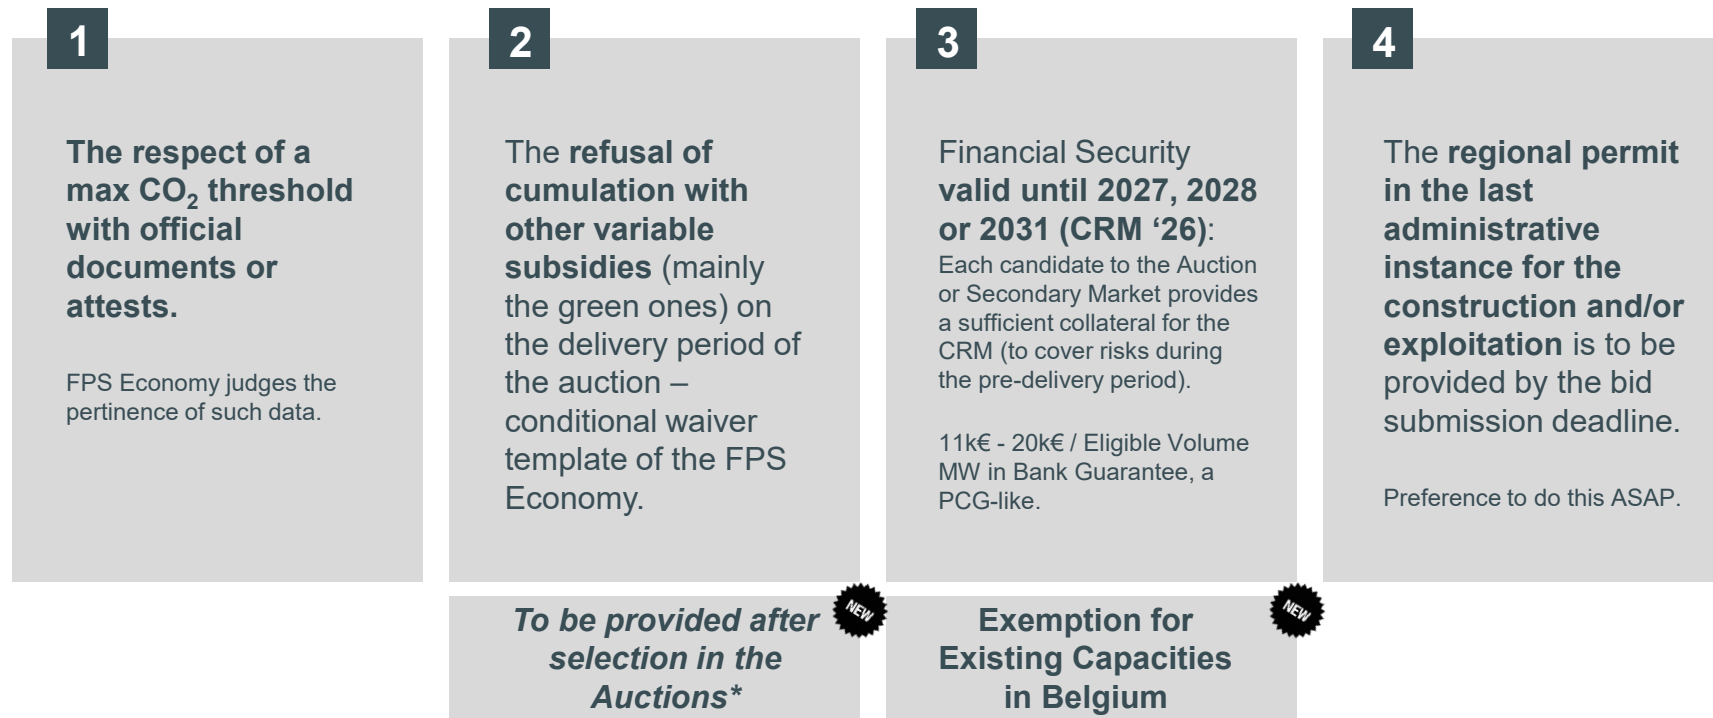 1
The respect of a
max CO₂ threshold
with official
documents or
attests.
FPS Economy judges the
pertinence of such data.
2
The refusal of
cumulation with
other variable
subsidies (mainly
the green ones) on
the delivery period of
the auction –
conditional waiver
template of the FPS
Economy.
NEW
To be provided after
selection in the
Auctions*
3
Financial Security
valid until 2027, 2028
or 2031 (CRM ‘26):
Each candidate to the Auction
or Secondary Market provides
a sufficient collateral for the
CRM (to cover risks during
the pre-delivery period).
11k€ - 20k€ / Eligible Volume
MW in Bank Guarantee, a
PCG-like.
NEW
Exemption for
Existing Capacities
in Belgium
4
The regional permit
in the last
administrative
instance for the
construction and/or
exploitation is to be
provided by the bid
submission deadline.
Preference to do this ASAP.